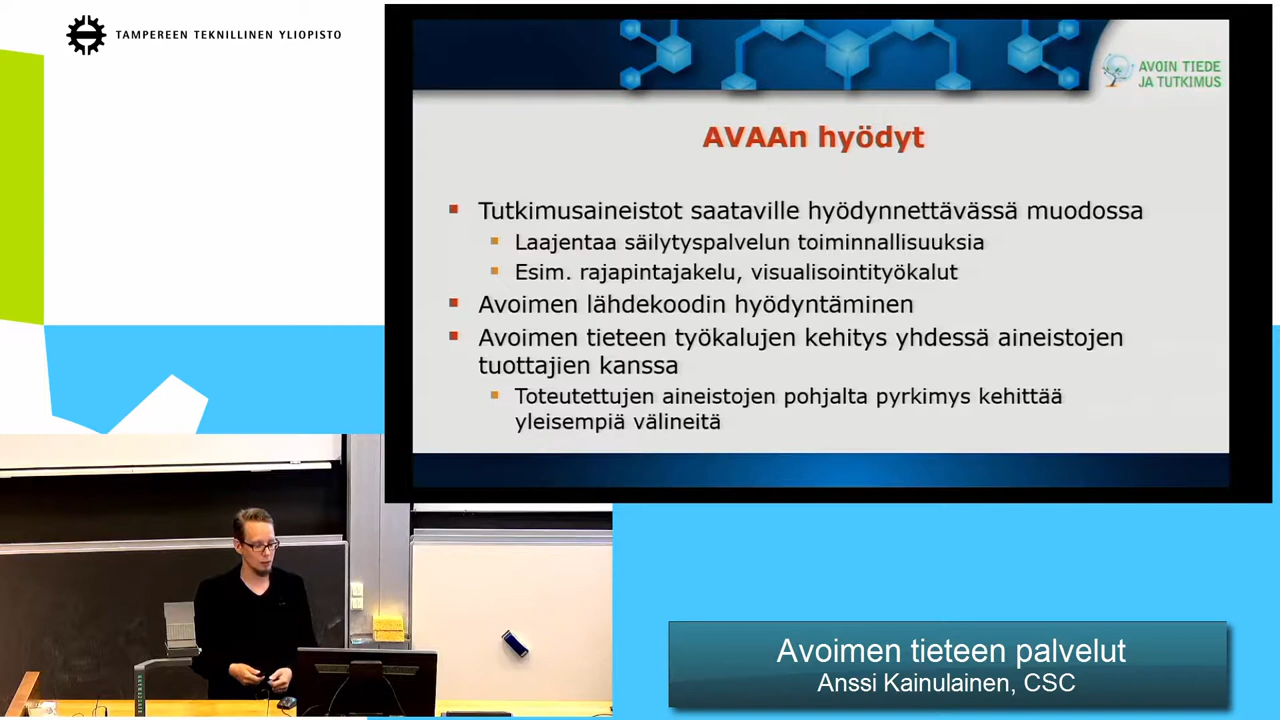 TAMPEREEN TEKNILLINEN YLIOPISTO
AVOIN TIEDE
JA TUTKIMUS
AVAAn hyödyt
Tutkimusaineistot saataville hyödynnettävässä muodossa
Laajentaa säilytyspalvelun toiminnallisuuksia
Esim. rajapintajakelu, visualisointityökalut
Avoimen lähdekoodin hyödyntäminen
Avoimen tieteen työkalujen kehitys yhdessä aineistojen
tuottajien kanssa
Toteutettujen aineistojen pohjalta pyrkimys kehittää
yleisempiä välineitä
Avoimen tieteen palvelut
Anssi Kainulainen, CSC